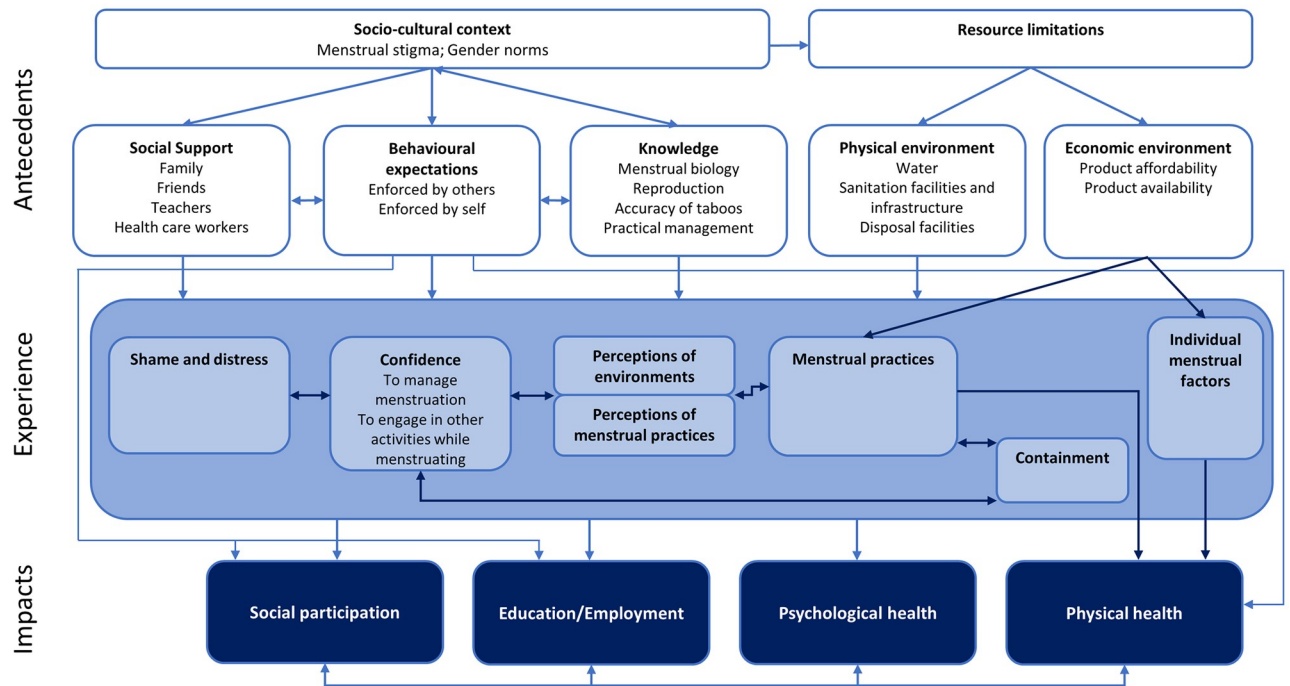 Antecedents
Socio-cultural context
Menstrual stigma; Gender norms
Resource limitations
Social Support
Family
Friends
Teachers
Health care workers
Behavioural
expectations
Enforced by others
Enforced by self
Knowledge
Menstrual biology
Reproduction
Accuracy of taboos
Practical management
Physical environment
Water
Sanitation facilities and
infrastructure
Disposal facilities
Economic environment
Product affordability
Product availability
Experience
Shame and distress
Confidence
To manage
menstruation
To engage in other
activities while
menstruating
Perceptions of
environments
Perceptions of
menstrual practices
Menstrual practices
Containment
Individual
menstrual
factors
Impacts
Social participation
Education/Employment
Psychological health
Physical health